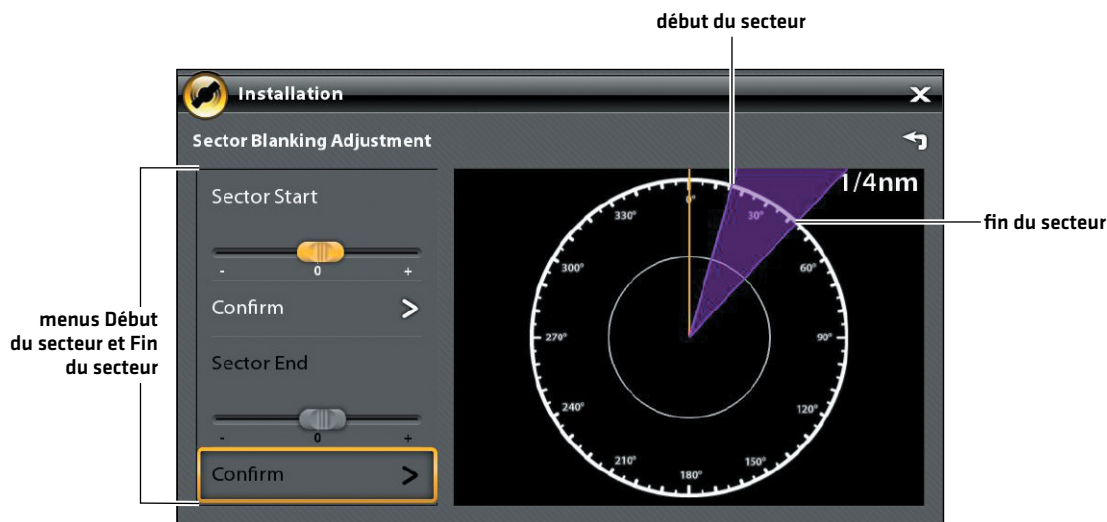 début du secteur
Installation
Sector Blanking Adjustment
Sector Start
- 0 +
Confirm
Sector End
- 0 +
Confirm
1/4nm
0°
30°
60°
90°
120°
150°
180°
210°
240°
270°
300°
330°
fin du secteur
menus Début
du secteur et Fin
du secteur